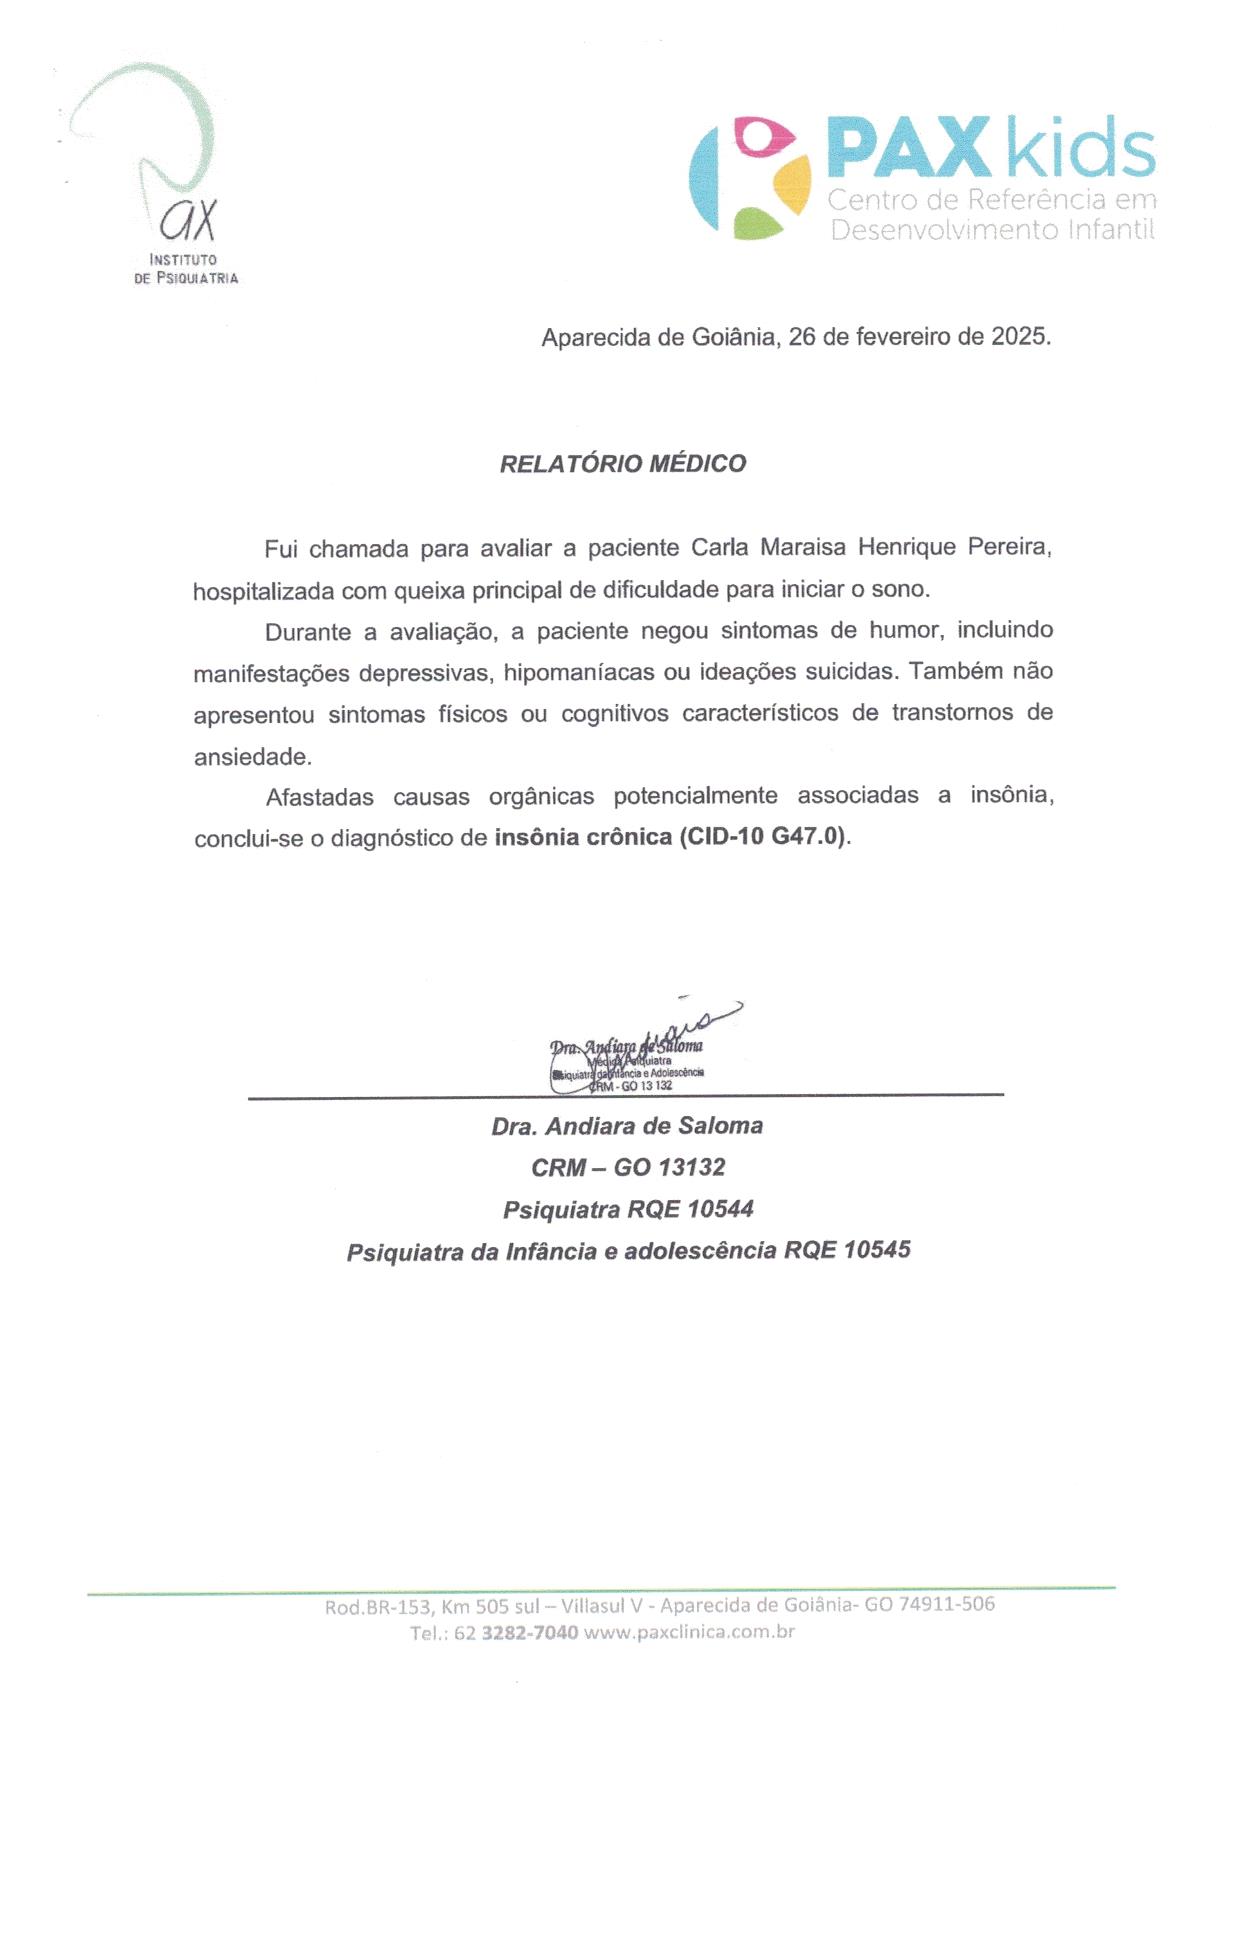 ax
INSTITUTO
DE PSIQUIATRIA
PAX kids
Centro de Referência em
Desenvolvimento Infantil
Aparecida de Goiânia, 26 de fevereiro de 2025.
RELATÓRIO MÉDICO
Fui chamada para avaliar a paciente Carla Maraisa Henrique Pereira,
hospitalizada com queixa principal de dificuldade para iniciar o sono.
Durante a avaliação, a paciente negou sintomas de humor, incluindo
manifestações depressivas, hipomaníacas ou ideações suicidas. Também não
apresentou sintomas físicos ou cognitivos característicos de transtornos de
ansiedade.
Afastadas causas orgânicas potencialmente associadas a insônia,
conclui-se o diagnóstico de insônia crônica (CID-10 G47.0).
Dra. Andiara de Saloma
Médica Psiquiatra
Psiquiatra da Infância e Adolescência
CRM - GO 13 132
Dra. Andiara de Saloma
CRM – GO 13132
Psiquiatra RQE 10544
Psiquiatra da Infância e adolescência RQE 10545
Rod.BR-153, Km 505 sul – Villasul V - Aparecida de Goiânia- GO 74911-506
Tel.: 62 3282-7040 www.paxclinica.com.br